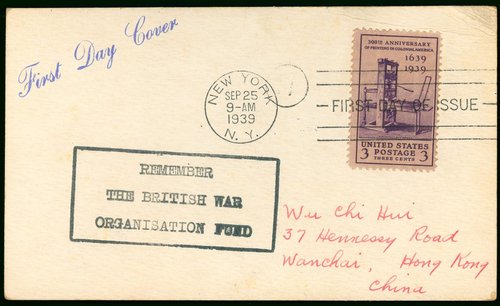 First Day Cover
NEW YORK
SEP 25
9-AM
1939
N. Y.
FIRST DAY OF ISSUE
300TH ANNIVERSARY
OF PRINTING IN COLONIAL AMERICA
1639
1939
UNITED STATES
3 POSTAGE 3
THREE CENTS
REMEMBER
THE BRITISH WAR
ORGANISATION FUND
Wu Chi Hui
37 Hennessy Road
Wanchai, Hong Kong
China